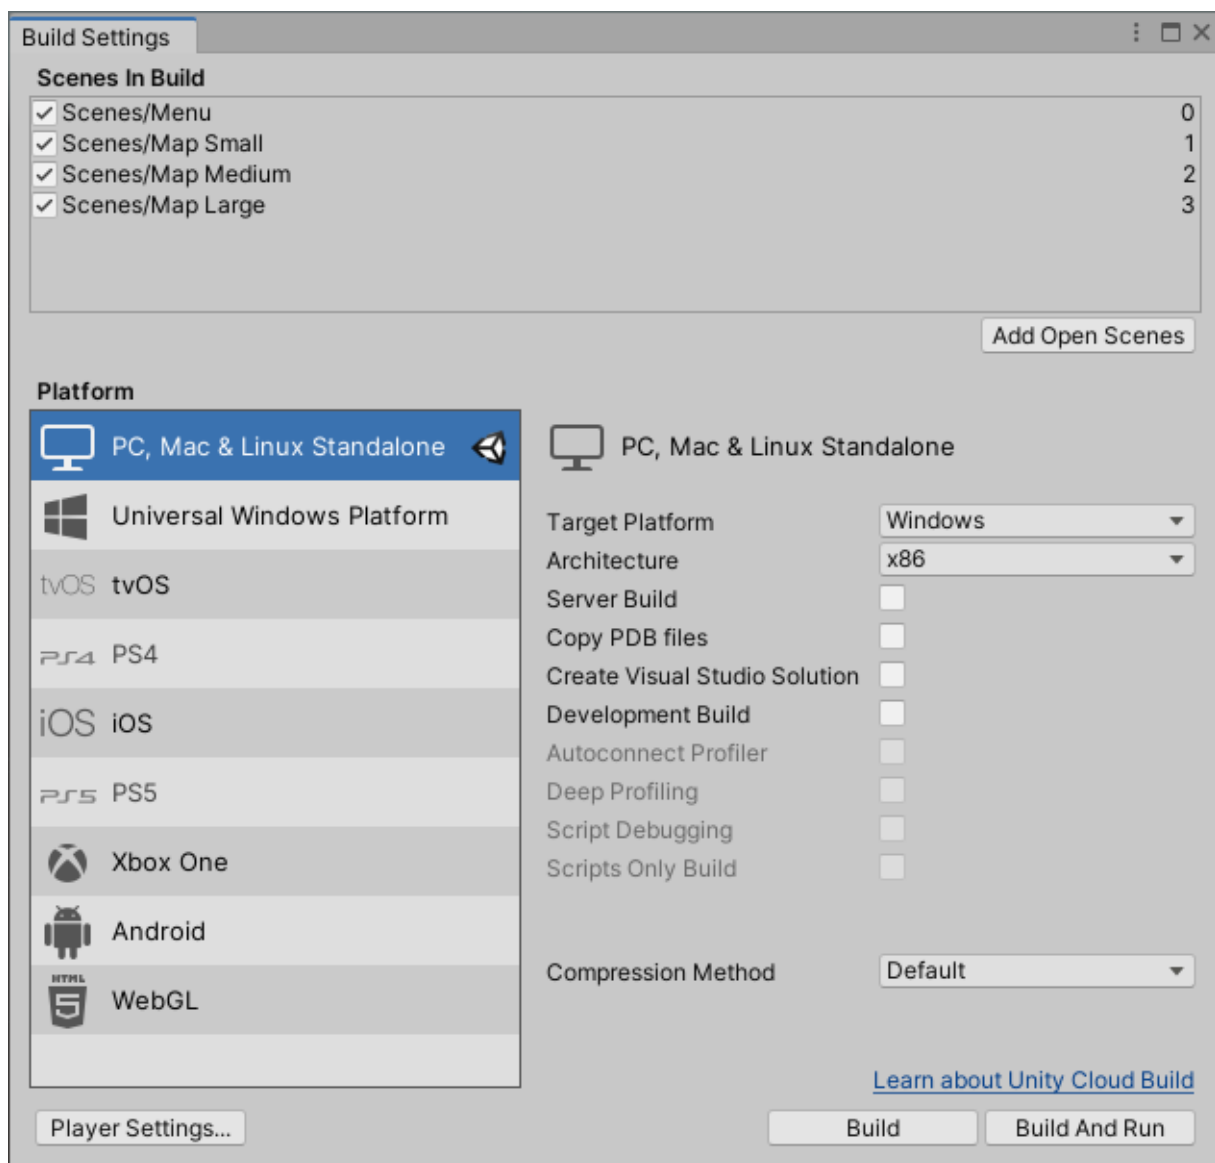 Build Settings
Scenes In Build
Scenes/Menu 0
Scenes/Map Small 1
Scenes/Map Medium 2
Scenes/Map Large 3
Add Open Scenes
Platform
PC, Mac & Linux Standalone
Universal Windows Platform
tvOS tvOS
PS4 PS4
iOS iOS
PS5 PS5
Xbox One
Android
HTML 5 WebGL
PC, Mac & Linux Standalone
Target Platform Windows
Architecture x86
Server Build
Copy PDB files
Create Visual Studio Solution
Development Build
Autoconnect Profiler
Deep Profiling
Script Debugging
Scripts Only Build
Compression Method Default
Learn about Unity Cloud Build
Player Settings... Build Build And Run